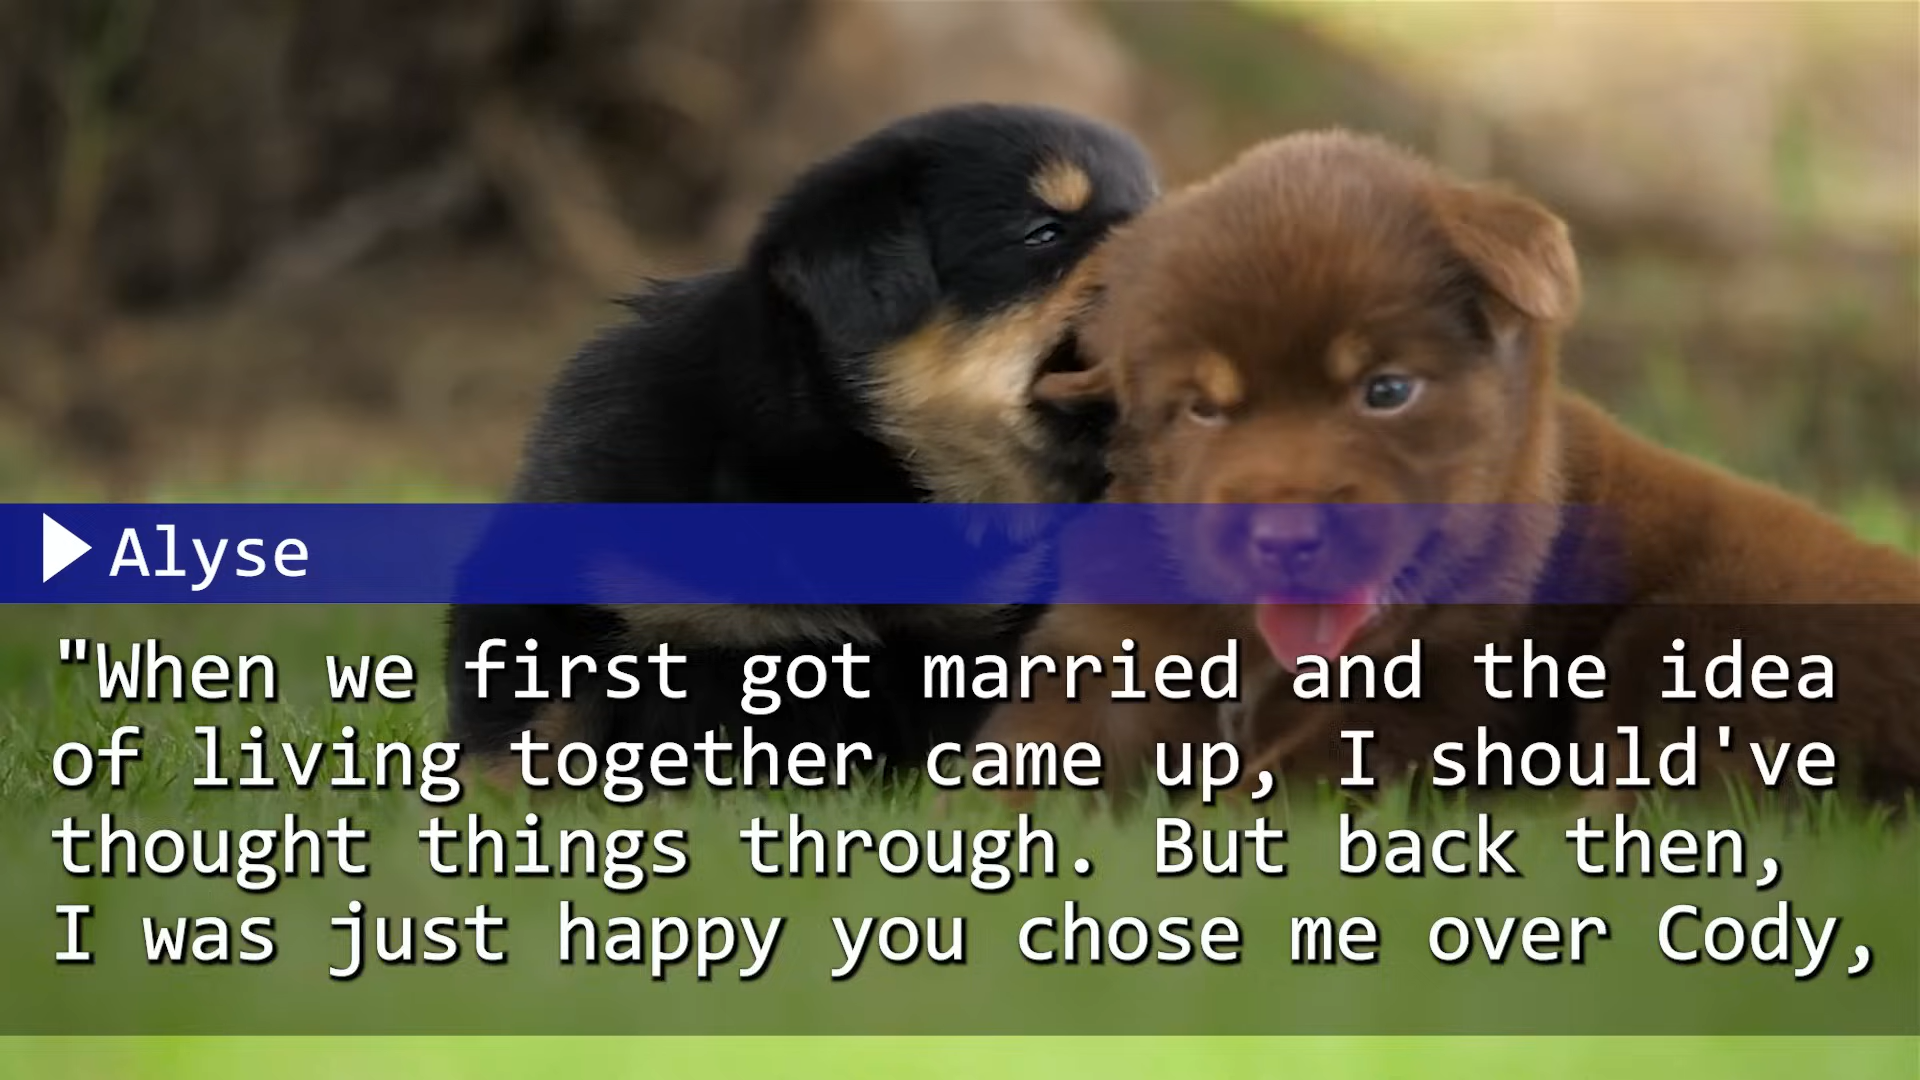 Alyse
"When we first got married and the idea
of living together came up, I should've
thought things through. But back then,
I was just happy you chose me over Cody,